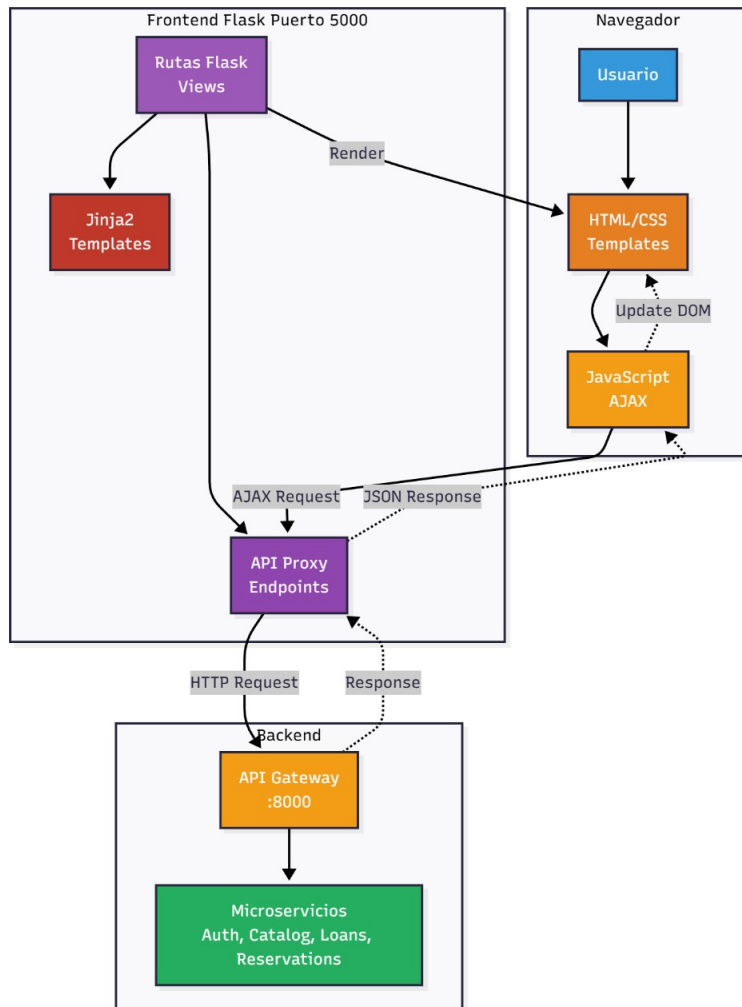 Frontend Flask Puerto 5000
Navegador
Rutas Flask
Views
Usuario
Render
Jinja2
Templates
HTML/CSS
Templates
Update DOM
JavaScript
AJAX
AJAX Request
JSON Response
API Proxy
Endpoints
HTTP Request
Response
Backend
API Gateway
:8000
Microservicios
Auth, Catalog, Loans,
Reservations